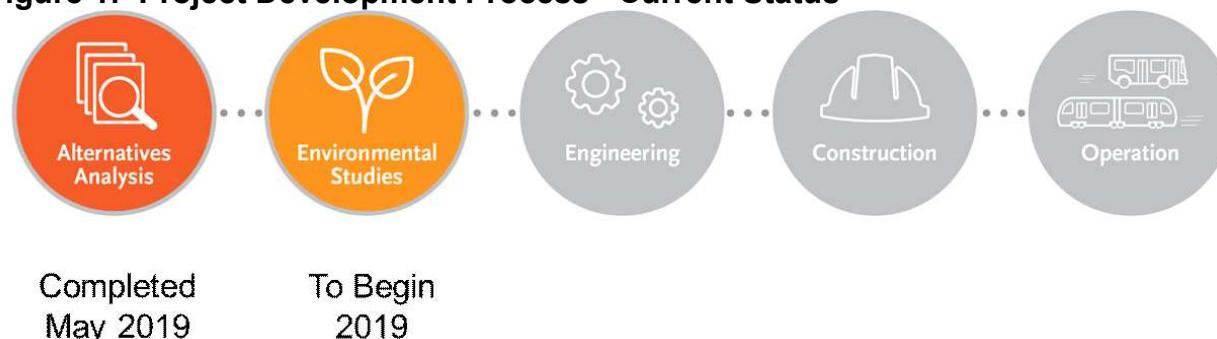 Figure 1: Project Development Process - Current Status
Alternatives
Analysis
Environmental
Studies
Engineering
Construction
Operation
Completed
May 2019
To Begin
2019